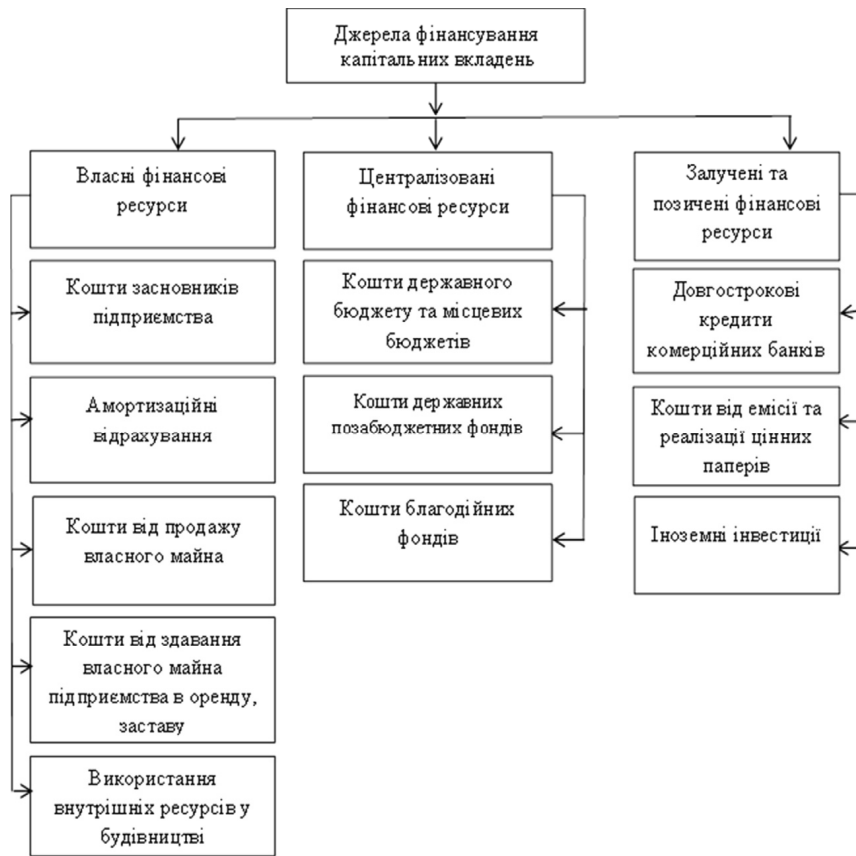 Джерела фінансування
капітальних вкладень
Власні фінансові
ресурси
Кошти засновників
підприємства
Амортизаційні
відрахування
Кошти від продажу
власного майна
Кошти від здавання
власного майна
підприємства в оренду,
заставу
Використання
внутрішніх ресурсів у
будівництві
Централізовані
фінансові ресурси
Кошти державного
бюджету та місцевих
бюджетів
Кошти державних
позабюджетних фондів
Кошти благодійних
фондів
Залучені та
позичені фінансові
ресурси
Довгострокові
кредити
комерційних банків
Кошти від емісії та
реалізації цінних
паперів
Іноземні інвестиції